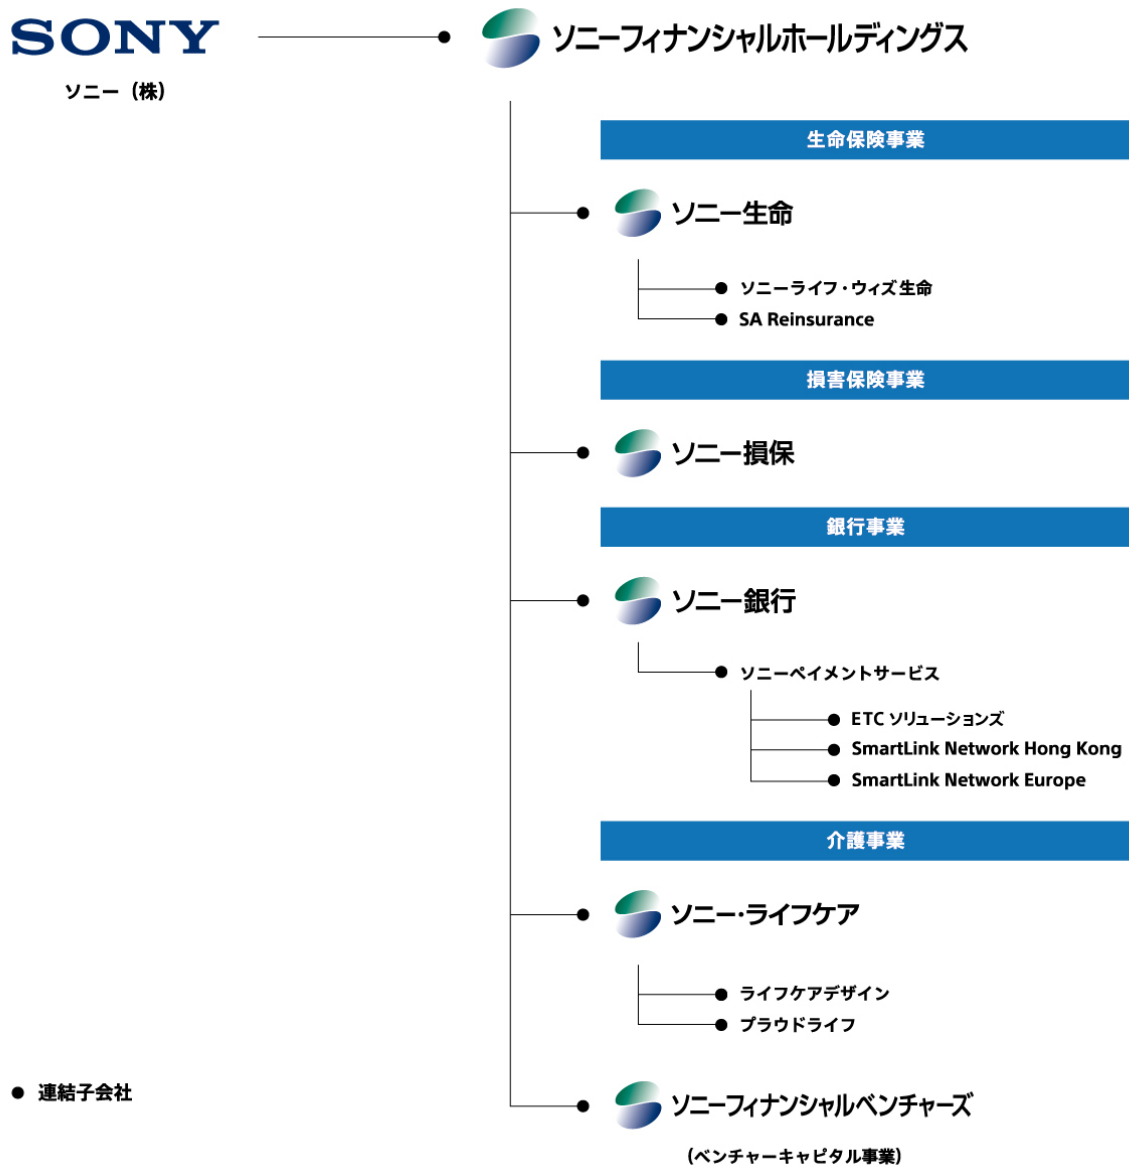 SONY
ソニー（株）
ソニーフィナンシャルホールディングス
生命保険事業
ソニー生命
ソニーライフ・ウィズ生命
SA Reinsurance
損害保険事業
ソニー損保
銀行事業
ソニー銀行
ソニーペイメントサービス
ETC ソリューションズ
SmartLink Network Hong Kong
SmartLink Network Europe
介護事業
ソニー・ライフケア
ライフケアデザイン
プラウドライフ
連結子会社
ソニーフィナンシャルベンチャーズ
（ベンチャーキャピタル事業）